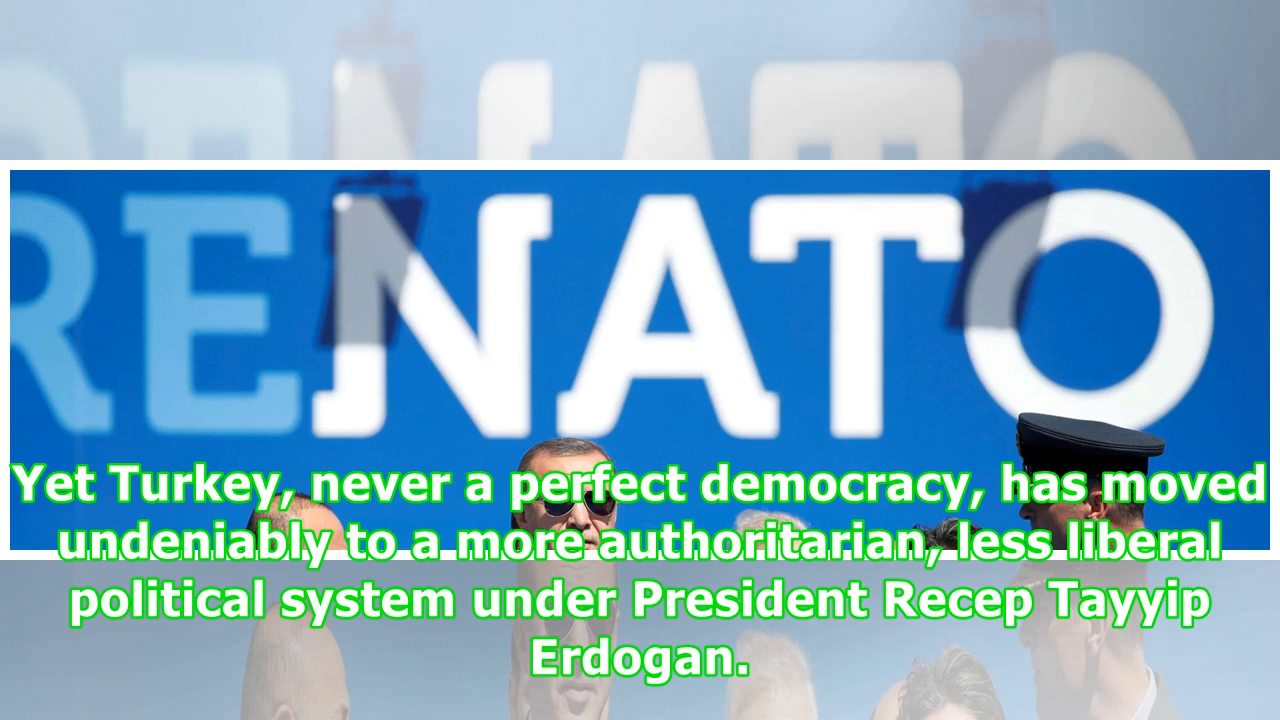 RENATO
RENATO
Yet Turkey, never a perfect democracy, has moved
undeniably to a more authoritarian, less liberal
political system under President Recep Tayyip
Erdogan.